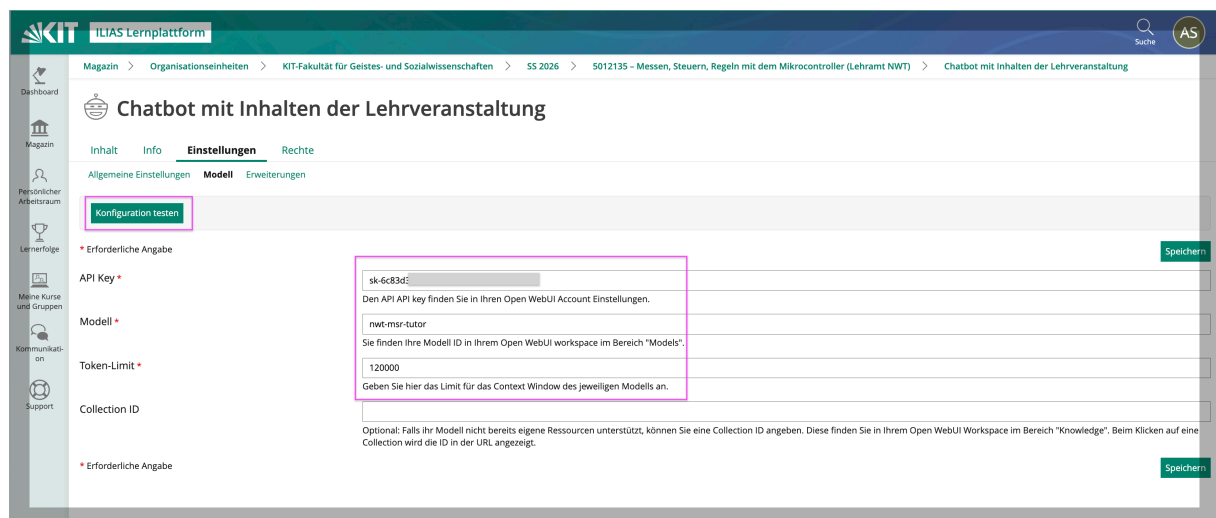 KIT ILIAS Lernplattform
Suche
AS
Magazin > Organisationseinheiten > KIT-Fakultät für Geistes- und Sozialwissenschaften > SS 2026 > 5012135 – Messen, Steuern, Regeln mit dem Mikrocontroller (Lehramt NWT) > Chatbot mit Inhalten der Lehrveranstaltung
Dashboard
Magazin
Persönlicher
Arbeitsraum
Lernerfolge
Meine Kurse
und Gruppen
Kommunikati-
on
Support
Chatbot mit Inhalten der Lehrveranstaltung
Inhalt Info Einstellungen Rechte
Allgemeine Einstellungen Modell Erweiterungen
Konfiguration testen
* Erforderliche Angabe
Speichern
API Key *
sk-6c83d
Den API API key finden Sie in Ihren Open WebUI Account Einstellungen.
Modell *
nwt-msr-tutor
Sie finden Ihre Modell ID in Ihrem Open WebUI workspace im Bereich "Models".
Token-Limit *
120000
Geben Sie hier das Limit für das Context Window des jeweiligen Modells an.
Collection ID
Optional: Falls ihr Modell nicht bereits eigene Ressourcen unterstützt, können Sie eine Collection ID angeben. Diese finden Sie in Ihrem Open WebUI Workspace im Bereich "Knowledge". Beim Klicken auf eine
Collection wird die ID in der URL angezeigt.
* Erforderliche Angabe
Speichern